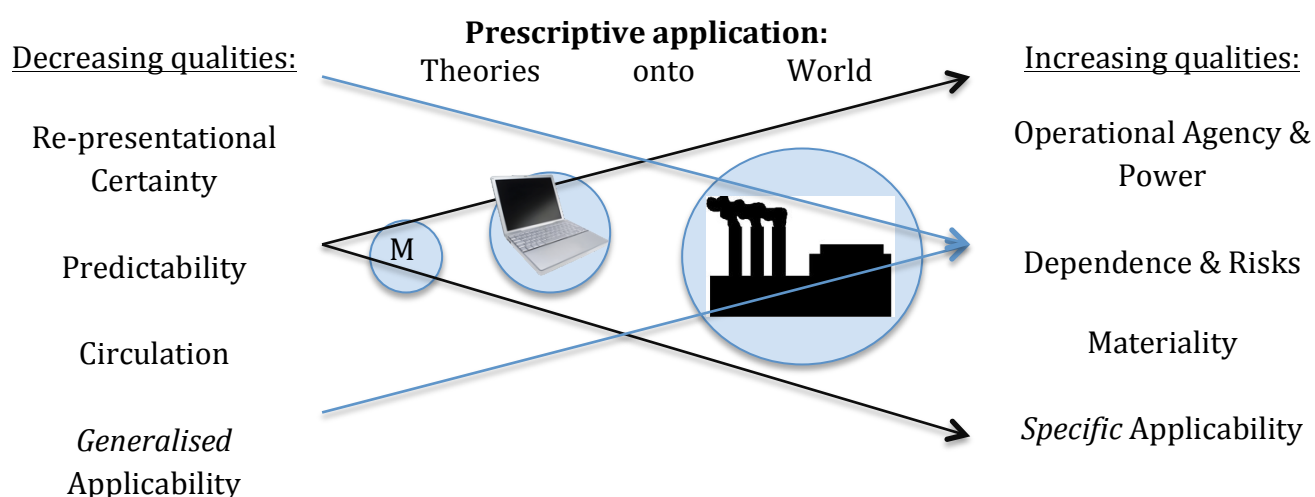 Prescriptive application:
Theories onto World
Decreasing qualities:
Re-presentational
Certainty
Predictability
Circulation
Generalised
Applicability
M
Increasing qualities:
Operational Agency &
Power
Dependence & Risks
Materiality
Specific Applicability